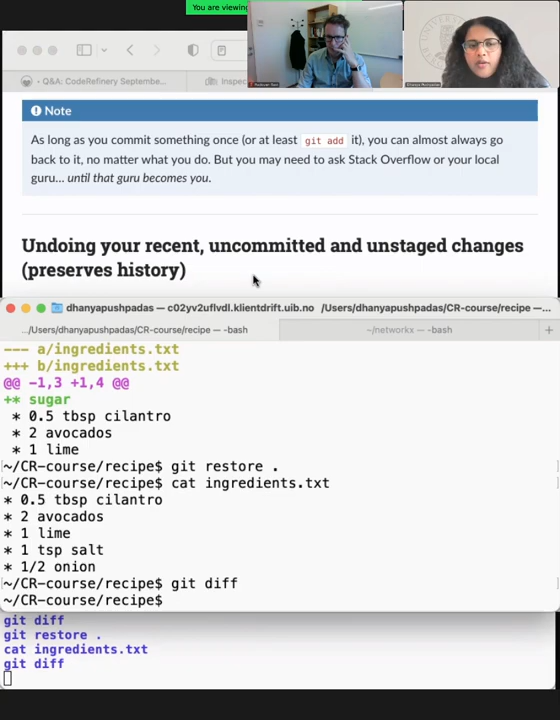 You are viewing
Q&A: CodeRefinery Septembe...
Inspec
Note
As long as you commit something once (or at least git add it), you can almost always go
back to it, no matter what you do. But you may need to ask Stack Overflow or your local
guru... until that guru becomes you.
Undoing your recent, uncommitted and unstaged changes
(preserves history)
dhanyapushpadas — c02yv2uflvdl.klientdrift.uib.no /Users/dhanyapushpadas/CR-course/recipe —...
.../Users/dhanyapushpadas/CR-course/recipe — -bash
~/networkx — -bash
--- a/ingredients.txt
+++ b/ingredients.txt
@@ -1,3 +1,4 @@
+* sugar
* 0.5 tbsp cilantro
* 2 avocados
* 1 lime
~/CR-course/recipe$ git restore .
~/CR-course/recipe$ cat ingredients.txt
* 0.5 tbsp cilantro
* 2 avocados
* 1 lime
* 1 tsp salt
* 1/2 onion
~/CR-course/recipe$ git diff
~/CR-course/recipe$
git diff
git restore .
cat ingredients.txt
git diff